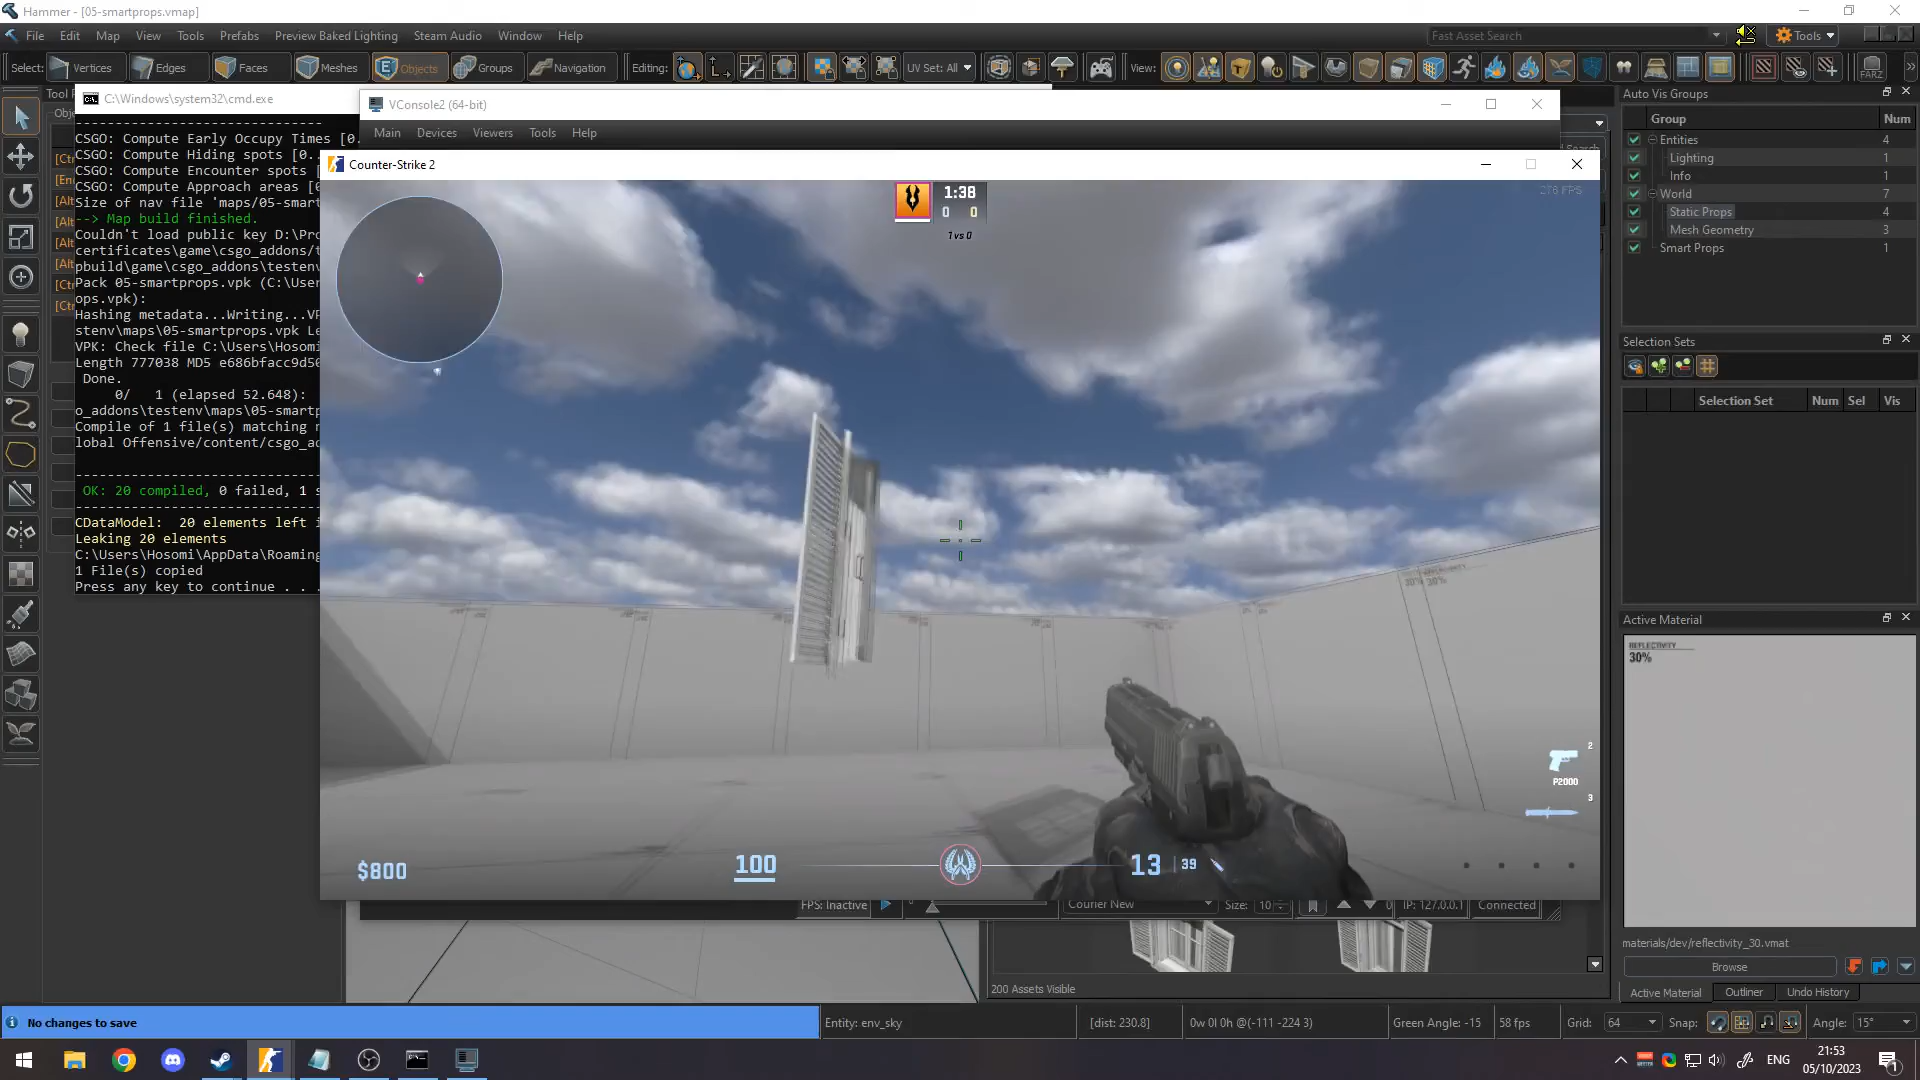 Hammer - [05-smartprops.vmap]
File Edit Map View Tools Prefabs Preview Baked Lighting Steam Audio Window Help
Fast Asset Search
Tools
Select: Vertices Edges Faces Meshes Objects Groups Navigation Editing: UV Set: All View:
FARZ
C:\Windows\system32\cmd.exe
CSGO: Compute Early Occupy Times [0.
CSGO: Compute Hiding spots [0..
CSGO: Compute Encounter spots [
CSGO: Compute Approach areas [0
Size of nav file 'maps/05-smart
--> Map build finished.
Couldn't load public key D:\Pro
certificates\game\csgo_addons/t
pbuild\game\csgo_addons\testenv
Pack 05-smartprops.vpk (C:\User
ops.vpk):
Hashing metadata...Writing...VP
stenv\maps\05-smartprops.vpk Le
VPK: Check file C:\Users\Hosomi
Length 777038 MD5 e686bfacc9d50
Done.
0/ 1 (elapsed 52.648):
o_addons\testenv\maps\05-smartp
Compile of 1 file(s) matching
lobal Offensive/content/csgo_ad
OK: 20 compiled, 0 failed, 1 s
CDataModel: 20 elements left i
Leaking 20 elements
C:\Users\Hosomi\AppData\Roaming
1 File(s) copied
Press any key to continue . . .
VConsole2 (64-bit)
Main Devices Viewers Tools Help
Counter-Strike 2
1:38
0 0
1 vs 0
278 FPS
2
P2000
3
$800
100
13 39
FPS: Inactive
0
Courier New
Size: 10
0
IP: 127.0.0.1
Connected
200 Assets Visible
Auto Vis Groups
Group Num
Entities 4
Lighting 1
Info 1
World 7
Static Props 4
Mesh Geometry 3
Smart Props 1
Selection Sets
Selection Set Num Sel Vis
Active Material
REFLECTIVITY
30%
materials/dev/reflectivity_30.vmat
Browse
Active Material Outliner Undo History
No changes to save
Entity: env_sky
[dist: 230.8]
0w 0l 0h @(-111 -224 3)
Green Angle: -15
58 fps
Grid: 64
Snap:
Angle: 15°
ENG
21:53
05/10/2023
1